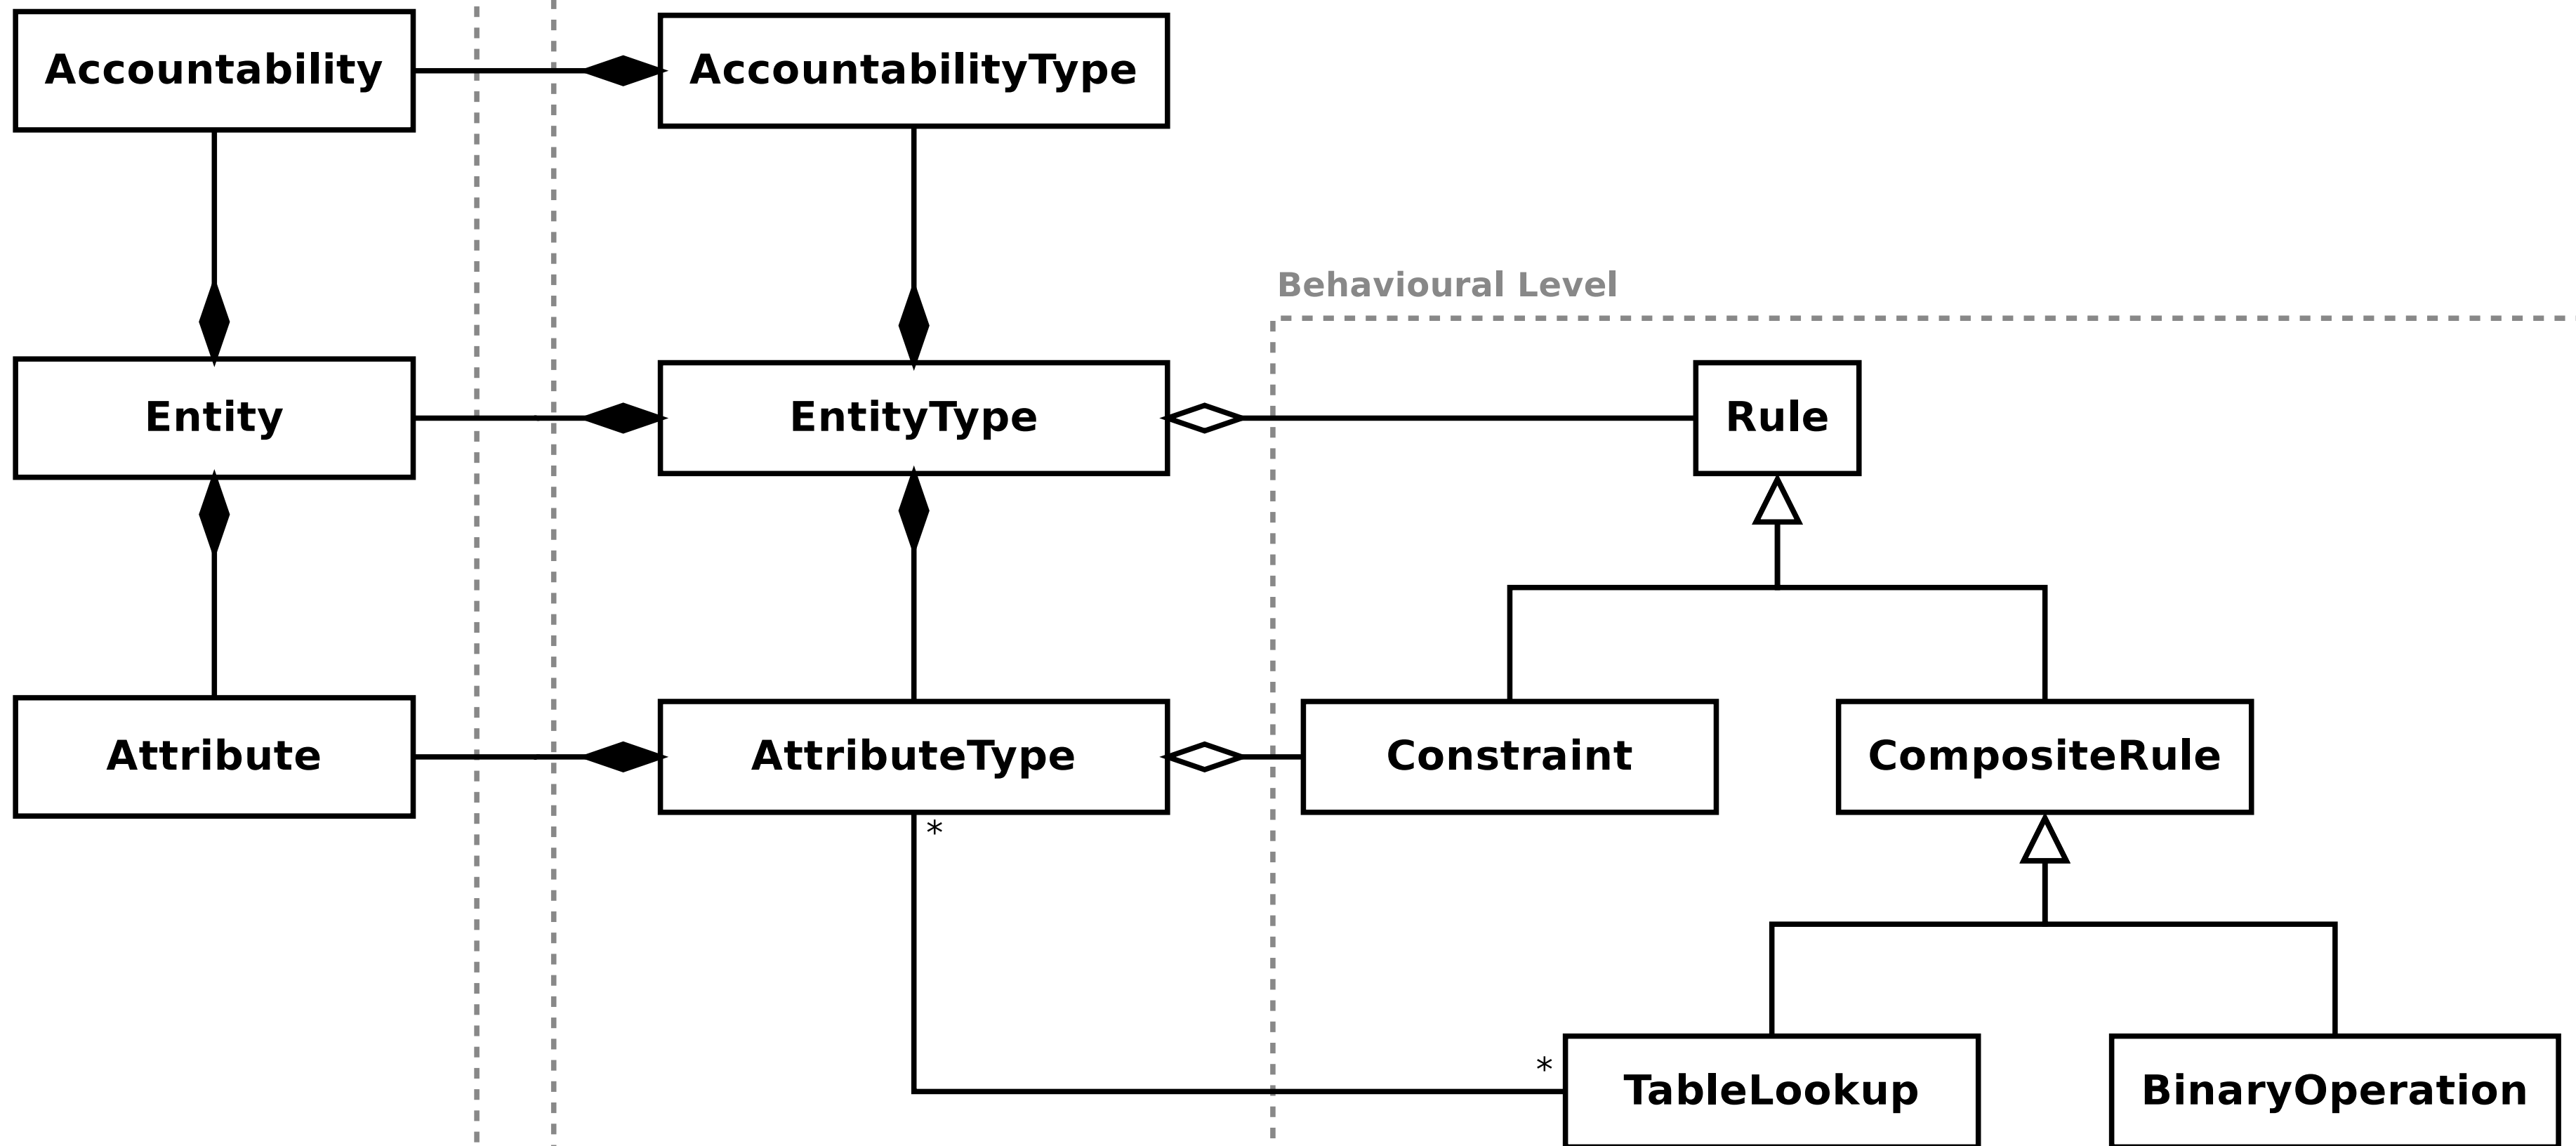 Accountability
AccountabilityType
Behavioural Level
Entity
EntityType
Rule
Attribute
AttributeType
Constraint
CompositeRule
*
*
TableLookup
BinaryOperation